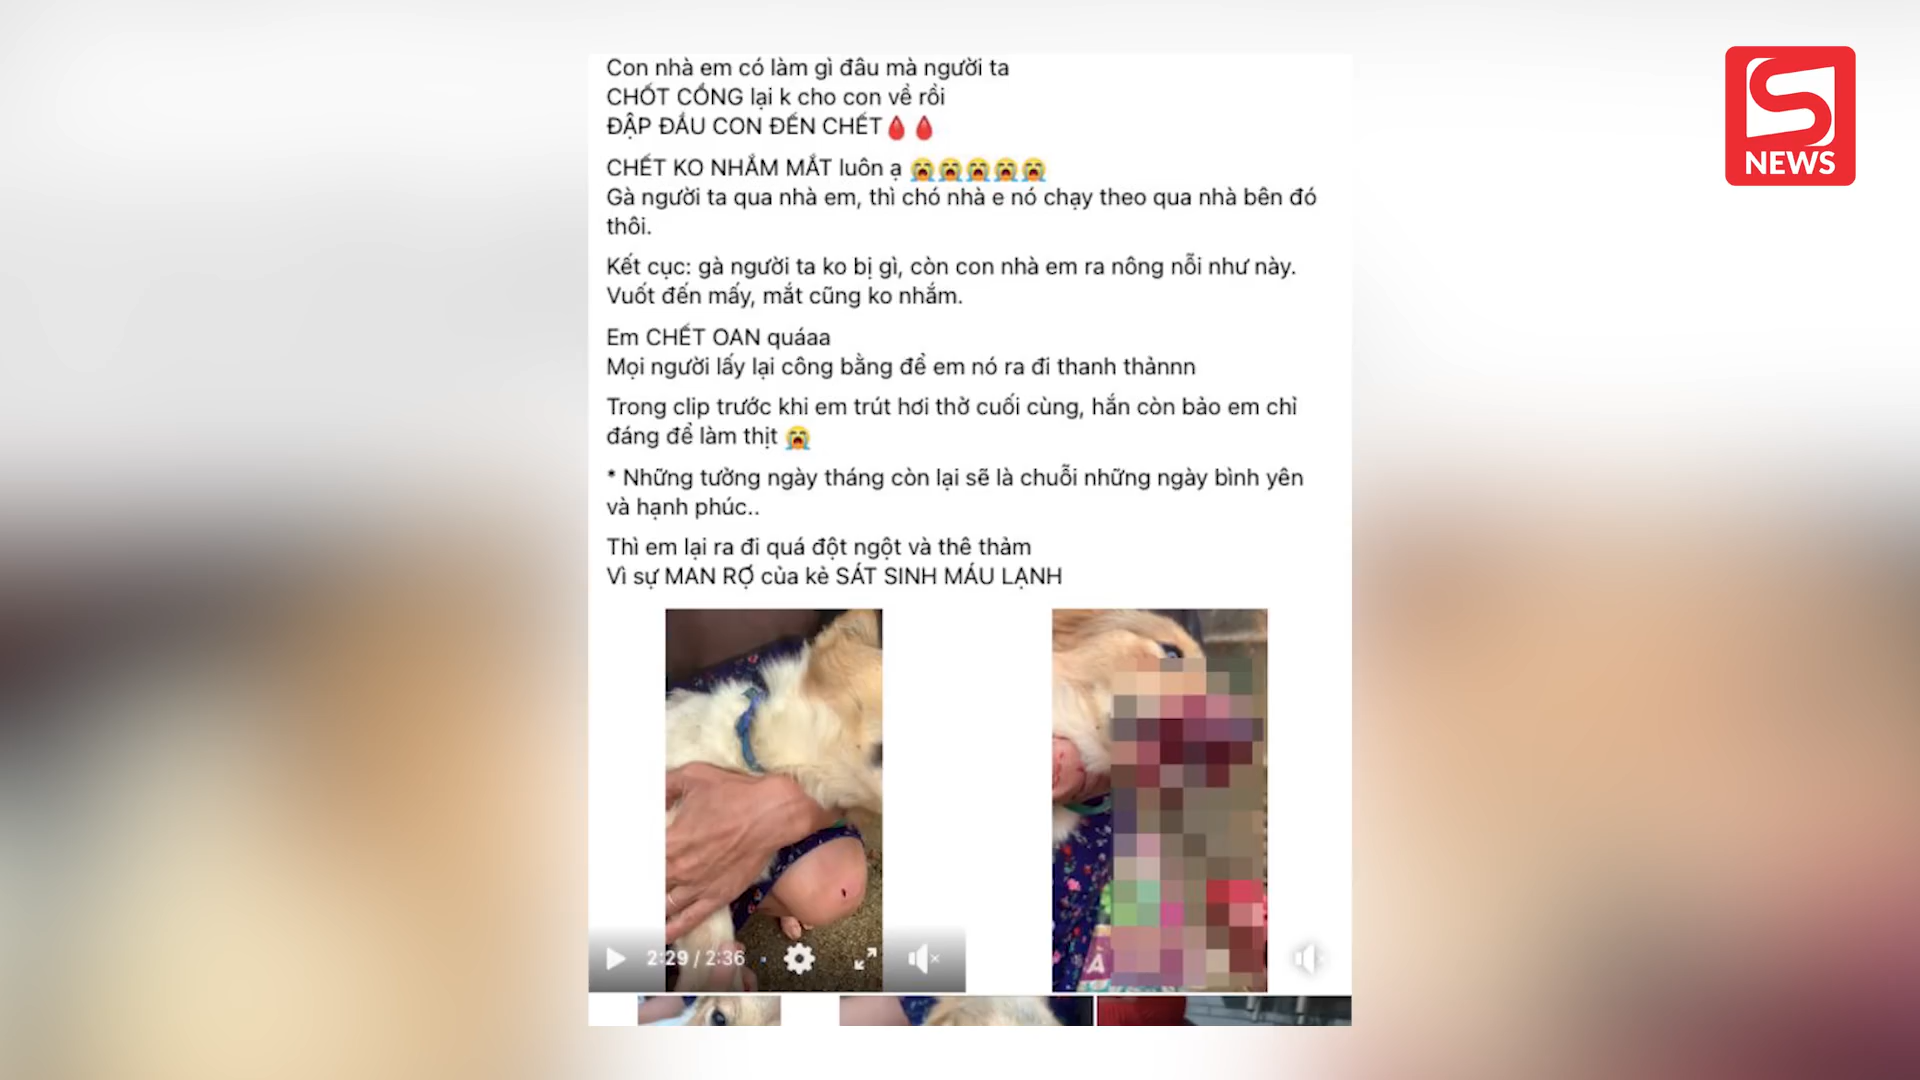 Con nhà em có làm gì đâu mà người ta
CHỐT CỔNG lại k cho con về rồi
ĐẬP ĐẦU CON ĐẾN CHẾT🩸🩸
CHẾT KO NHẮM MẮT luôn ạ 😭😭😭😭😭
Gà người ta qua nhà em, thì chó nhà e nó chạy theo qua nhà bên đó
thôi.
Kết cục: gà người ta ko bị gì, còn con nhà em ra nông nỗi như này.
Vuốt đến mấy, mắt cũng ko nhắm.
Em CHẾT OAN quáaa
Mọi người lấy lại công bằng để em nó ra đi thanh thảnnn
Trong clip trước khi em trút hơi thở cuối cùng, hắn còn bảo em chỉ
đáng để làm thịt 😭
* Những tưởng ngày tháng còn lại sẽ là chuỗi những ngày bình yên
và hạnh phúc..
Thì em lại ra đi quá đột ngột và thê thảm
Vì sự MAN RỢ của kẻ SÁT SINH MÁU LẠNH
2:29 / 2:36
S
NEWS